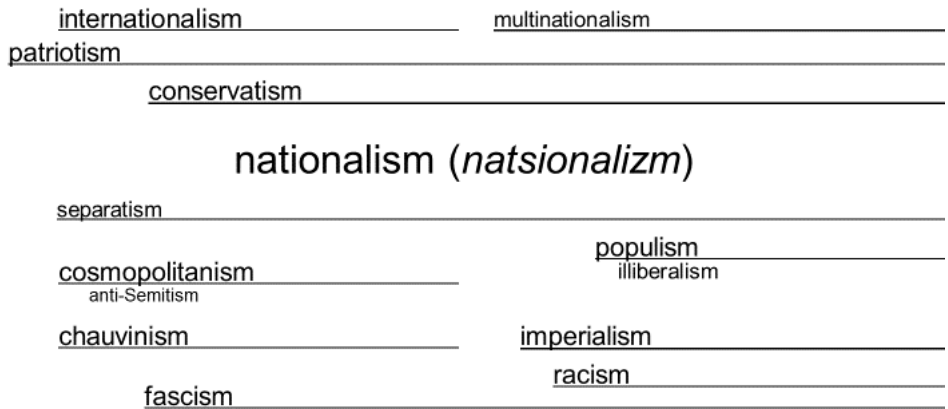 internationalism multinationalism
patriotism
conservatism
nationalism (natsionalizm)
separatism
populism
cosmopolitanism illiberalism
anti-Semitism
chauvinism imperialism
racism
fascism